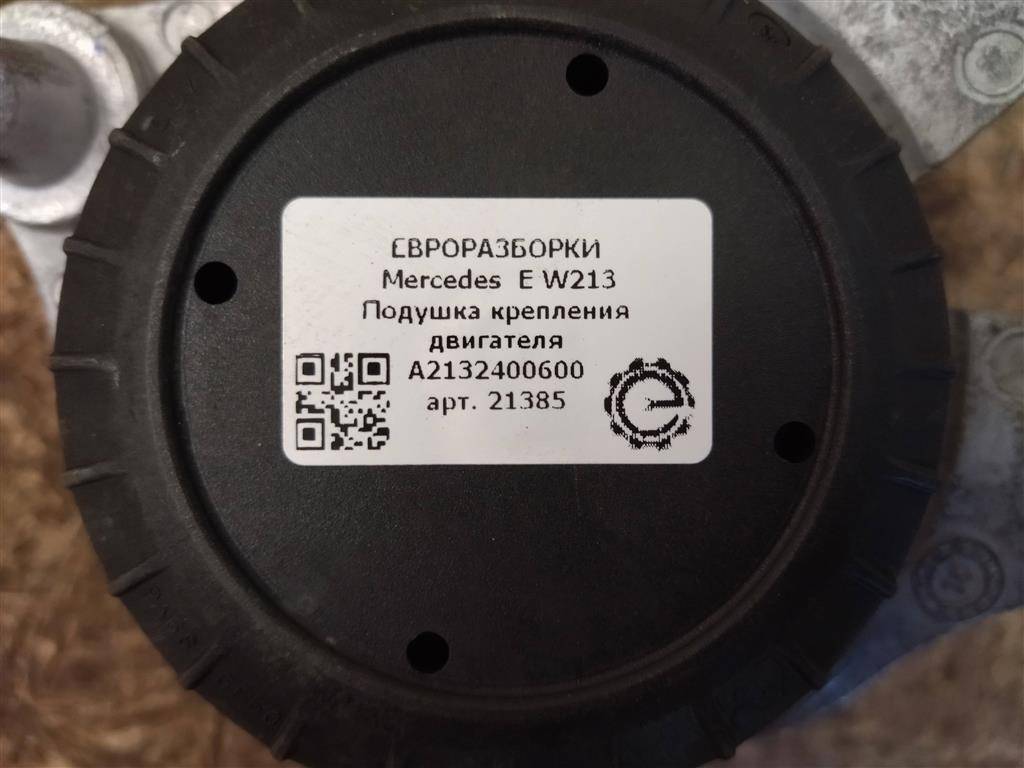 ЕВРОРАЗБОРКИ
Mercedes E W213
Подушка крепления
двигателя
A2132400600
арт. 21385